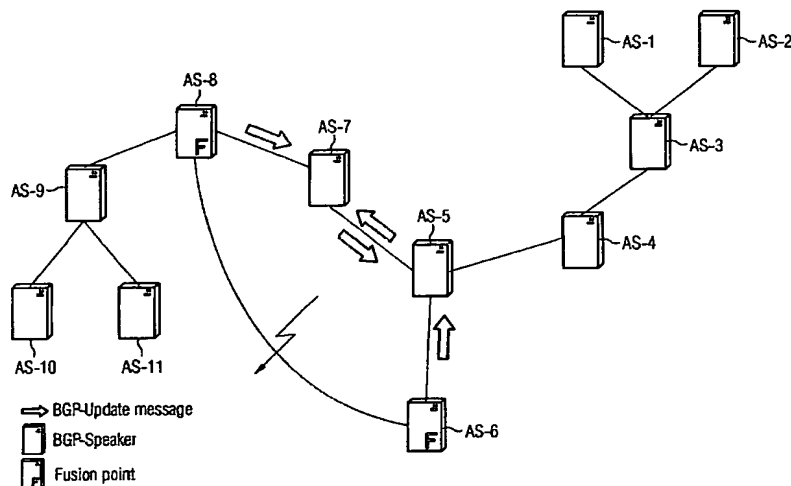 AS-1
AS-2
AS-8
AS-7
AS-3
AS-9
AS-5
AS-4
AS-10
AS-11
BGP-Update message
AS-6
F
F
BGP-Speaker
F
Fusion point